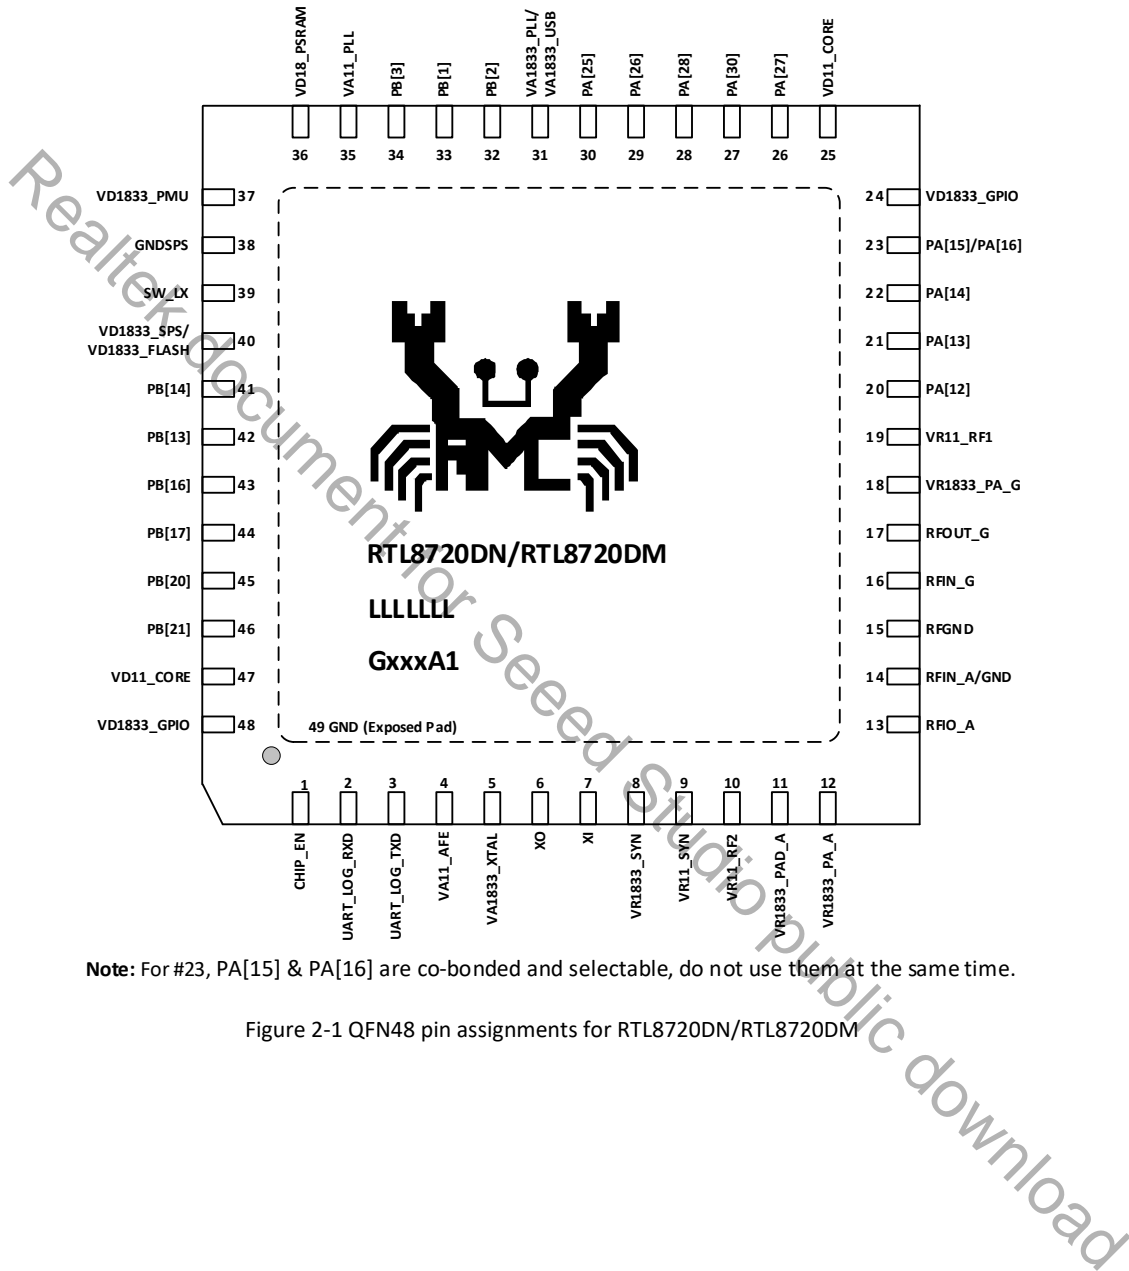 VD18_PSRAM
VA11_PLL
PB[3]
PB[1]
PB[2]
VA1833_PLL/
VA1833_USB
PA[25]
PA[26]
PA[28]
PA[30]
PA[27]
VD11_CORE
36 35 34 33 32 31 30 29 28 27 26 25
VD1833_PMU 37
GNDSPS 38
SW_LX 39
VD1833_SPS/
VD1833_FLASH 40
PB[14] 41
PB[13] 42
PB[16] 43
PB[17] 44
PB[20] 45
PB[21] 46
VD11_CORE 47
VD1833_GPIO 48
24 VD1833_GPIO
23 PA[15]/PA[16]
22 PA[14]
21 PA[13]
20 PA[12]
19 VR11_RF1
18 VR1833_PA_G
17 RFOUT_G
16 RFIN_G
15 RFGND
14 RFIN_A/GND
13 RFIO_A
AMC
RTL8720DN/RTL8720DM
LLLLLLL
GxxxA1
49 GND (Exposed Pad)
1 2 3 4 5 6 7 8 9 10 11 12
CHIP_EN
UART_LOG_RXD
UART_LOG_TXD
VA11_AFE
VA1833_XTAL
XO
XI
VR1833_SYN
VR11_SYN
VR11_RF2
VR1833_PAD_A
VR1833_PA_A
Note: For #23, PA[15] & PA[16] are co-bonded and selectable, do not use them at the same time.
Figure 2-1 QFN48 pin assignments for RTL8720DN/RTL8720DM
Realtek document for Seeed Studio public download